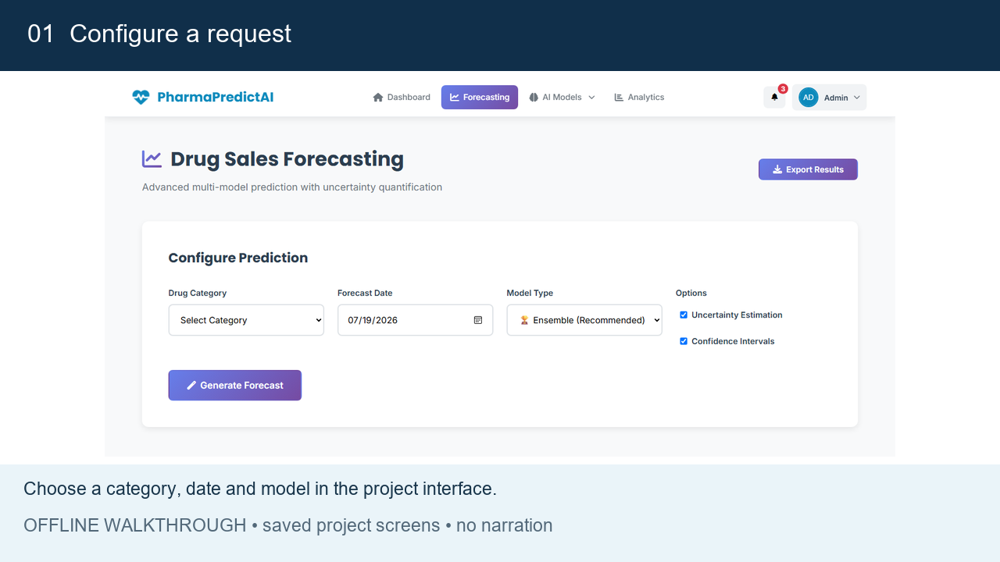 01 Configure a request
PharmaPredictAI
Dashboard
Forecasting
AI Models
Analytics
3
AD
Admin
Drug Sales Forecasting
Advanced multi-model prediction with uncertainty quantification
Export Results
Configure Prediction
Drug Category
Forecast Date
Model Type
Options
Select Category
07/19/2026
Ensemble (Recommended)
Uncertainty Estimation
Confidence Intervals
Generate Forecast
Choose a category, date and model in the project interface.
OFFLINE WALKTHROUGH • saved project screens • no narration